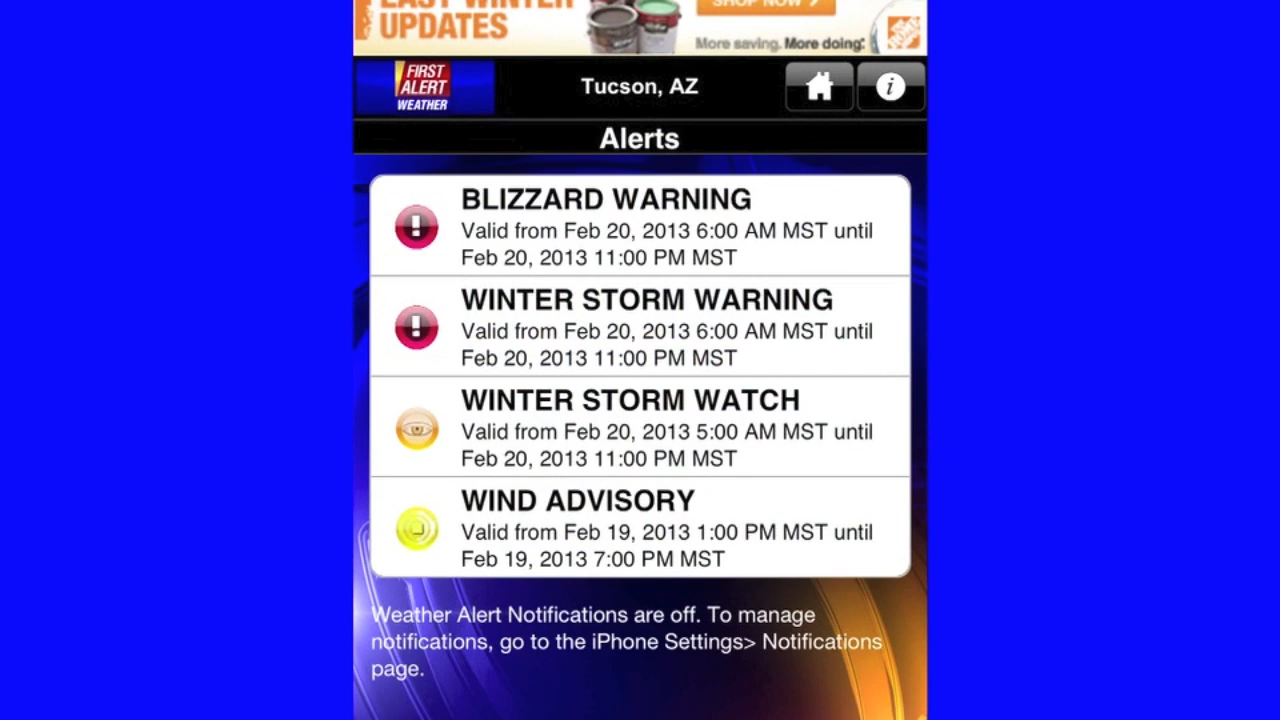 EASY WINTER
UPDATES
SHOP NOW
More saving. More doing.
FIRST
ALERT
WEATHER
Tucson, AZ
i
Alerts
BLIZZARD WARNING
Valid from Feb 20, 2013 6:00 AM MST until
Feb 20, 2013 11:00 PM MST
WINTER STORM WARNING
Valid from Feb 20, 2013 6:00 AM MST until
Feb 20, 2013 11:00 PM MST
WINTER STORM WATCH
Valid from Feb 20, 2013 5:00 AM MST until
Feb 20, 2013 11:00 PM MST
WIND ADVISORY
Valid from Feb 19, 2013 1:00 PM MST until
Feb 19, 2013 7:00 PM MST
Weather Alert Notifications are off. To manage
notifications, go to the iPhone Settings> Notifications
page.